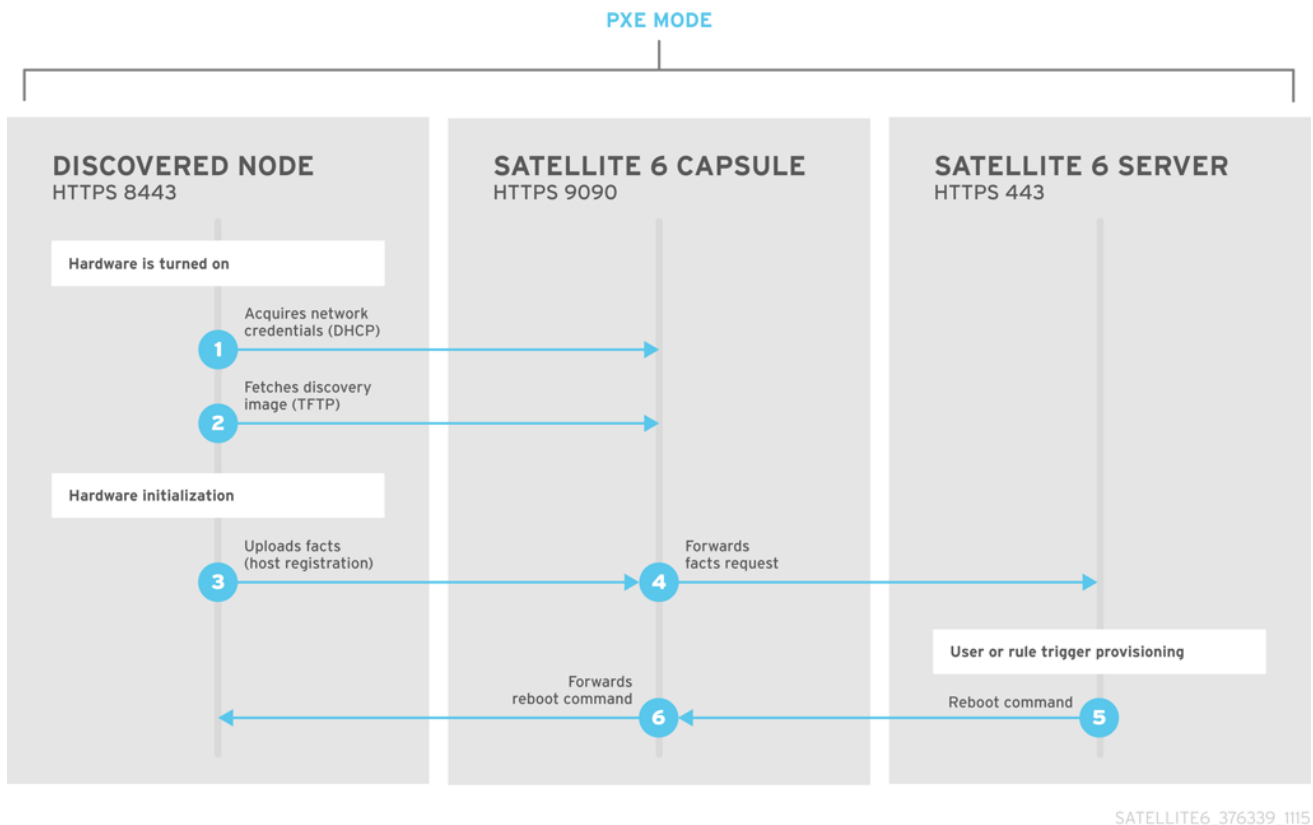 PXE MODE
DISCOVERED NODE
HTTPS 8443
SATELLITE 6 CAPSULE
HTTPS 9090
SATELLITE 6 SERVER
HTTPS 443
Hardware is turned on
Acquires network
credentials (DHCP)
1
Fetches discovery
image (TFTP)
2
Hardware initialization
Uploads facts
(host registration)
3
Forwards
facts request
4
User or rule trigger provisioning
Reboot command
5
Forwards
reboot command
6
SATELLITE6_376339_1115